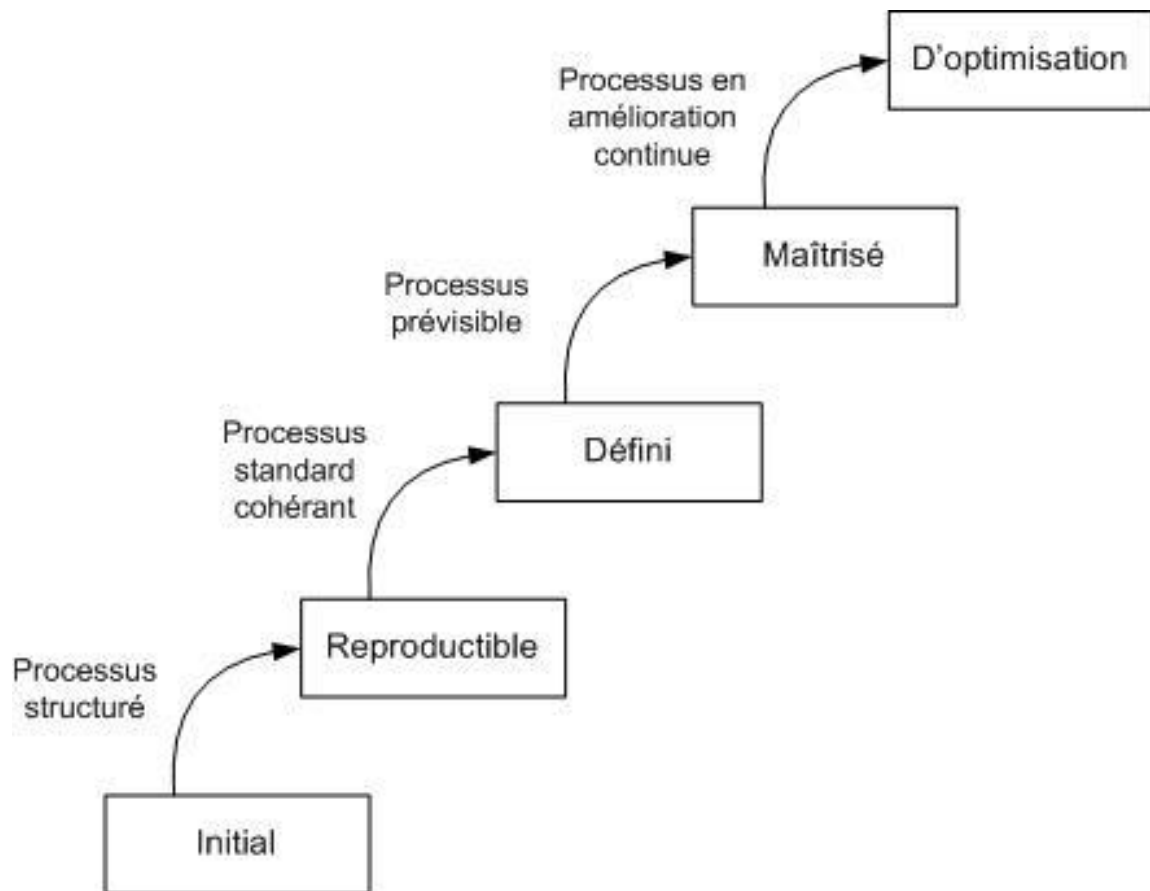 D'optimisation
Processus en
amélioration
continue
Maîtrisé
Processus
prévisible
Défini
Processus
standard
cohérant
Reproductible
Processus
structuré
Initial